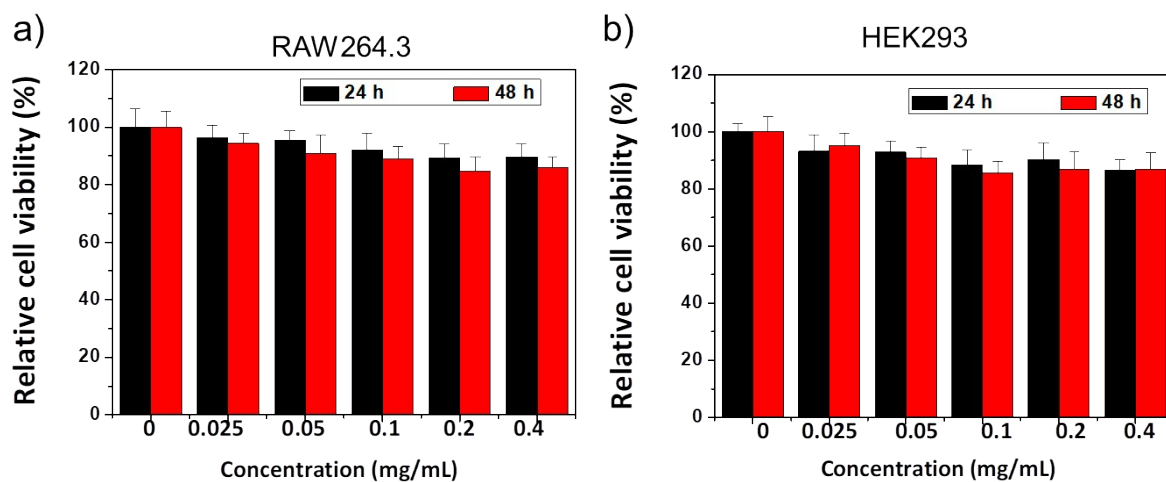 a)
RAW264.3
Relative cell viability (%)
120
100
80
60
40
20
0
24 h
48 h
0 0.025 0.05 0.1 0.2 0.4
Concentration (mg/mL)
b)
HEK293
Relative cell viability (%)
120
100
80
60
40
20
0
24 h
48 h
0 0.025 0.05 0.1 0.2 0.4
Concentration (mg/mL)